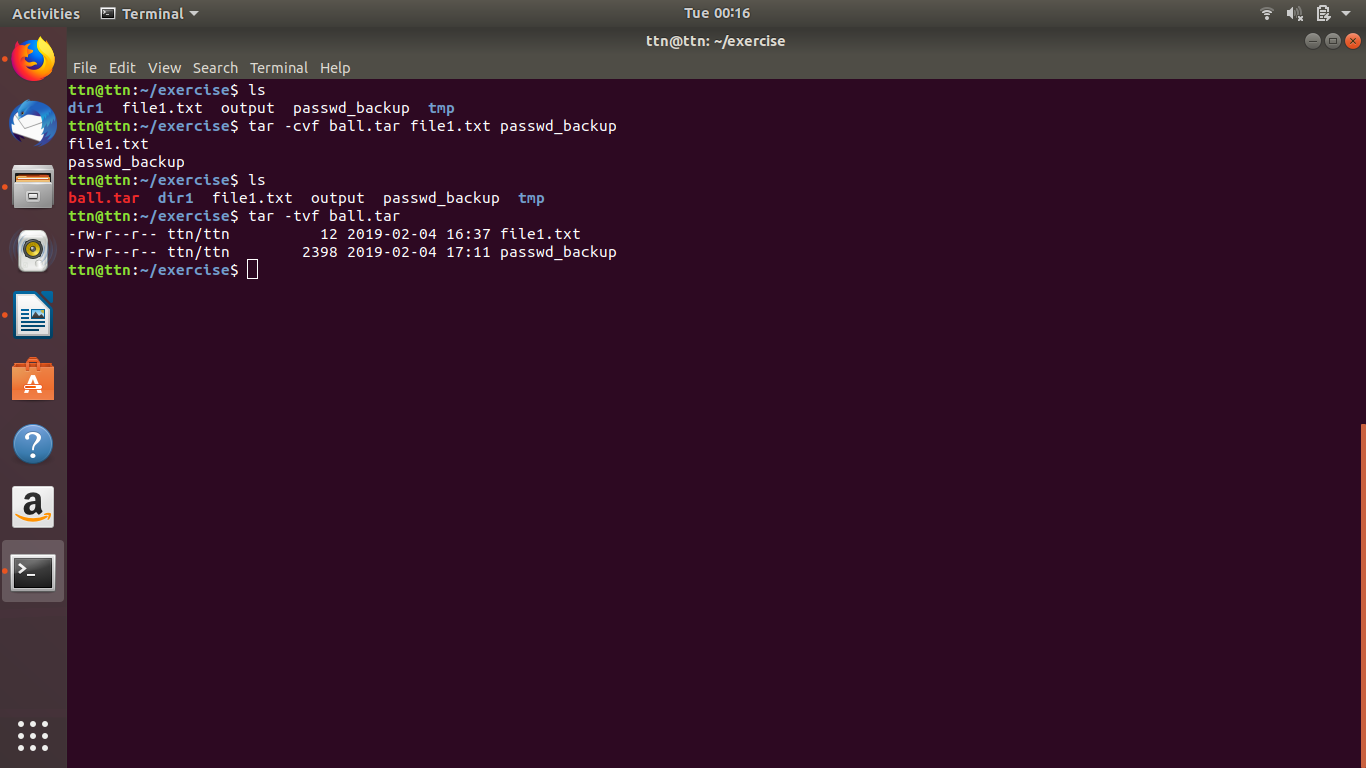 Activities Terminal Tue 00:16
ttn@ttn: ~/exercise
File Edit View Search Terminal Help
ttn@ttn:~/exercise$ ls
dir1  file1.txt  output  passwd_backup  tmp
ttn@ttn:~/exercise$ tar -cvf ball.tar file1.txt passwd_backup
file1.txt
passwd_backup
ttn@ttn:~/exercise$ ls
ball.tar  dir1  file1.txt  output  passwd_backup  tmp
ttn@ttn:~/exercise$ tar -tvf ball.tar
-rw-r--r-- ttn/ttn          12 2019-02-04 16:37 file1.txt
-rw-r--r-- ttn/ttn        2398 2019-02-04 17:11 passwd_backup
ttn@ttn:~/exercise$